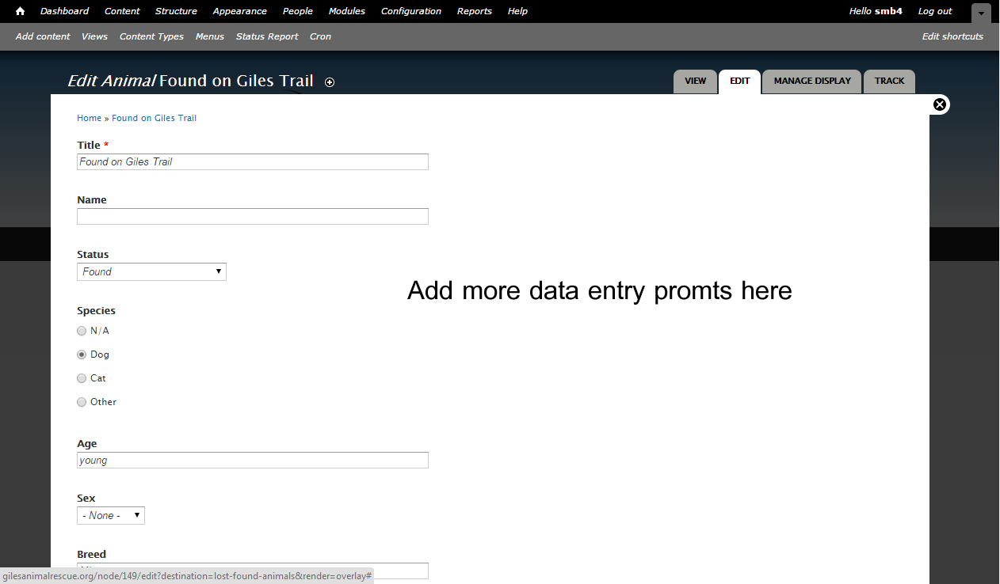 Dashboard Content Structure Appearance People Modules Configuration Reports Help Hello smb4 Log out
Add content Views Content Types Menus Status Report Cron Edit shortcuts
Edit Animal Found on Giles Trail VIEW EDIT MANAGE DISPLAY TRACK
Home » Found on Giles Trail
Title *
Found on Giles Trail
Name
Status
Found
Add more data entry promts here
Species
N/A
Dog
Cat
Other
Age
young
Sex
- None -
Breed
gilesanimalrescue.org/node/149/edit?destination=lost-found-animals&render=overlay#